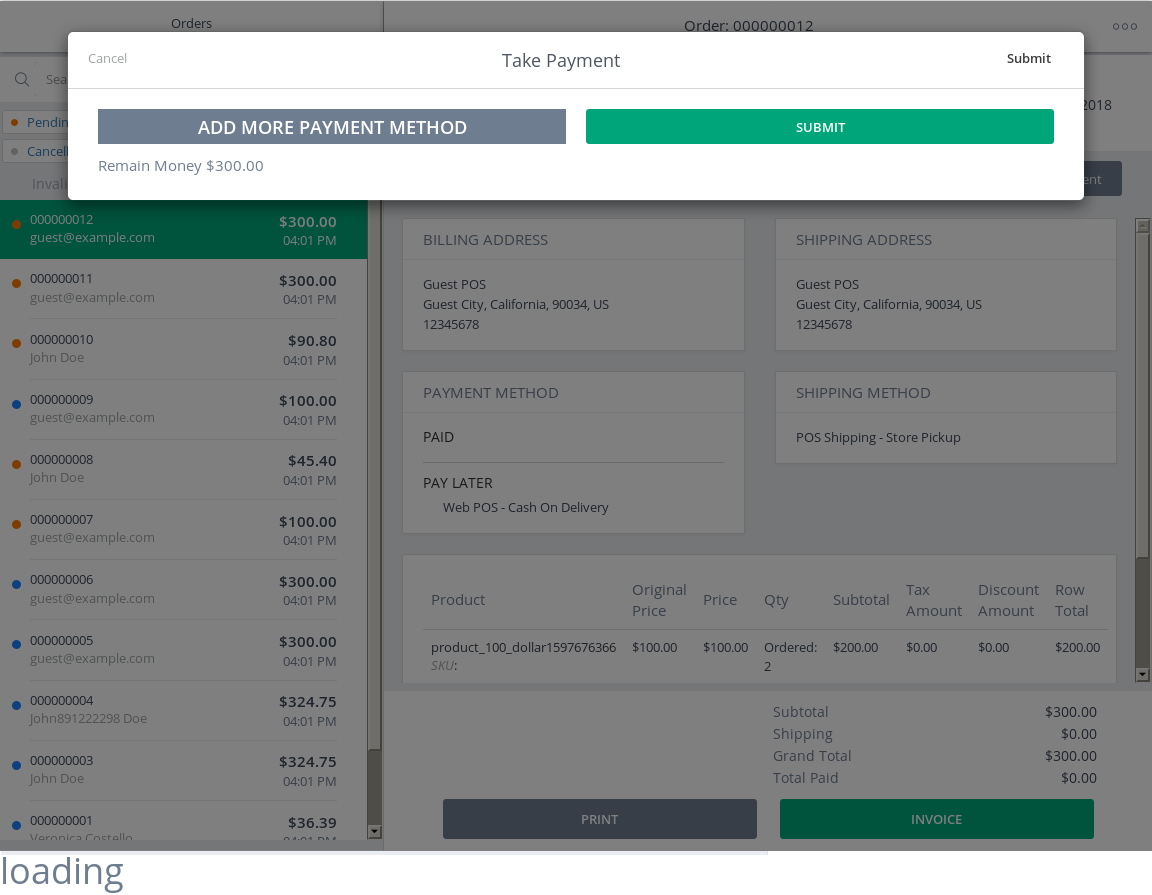 Orders
Order: 000000012
Cancel
Take Payment
Submit
ADD MORE PAYMENT METHOD
SUBMIT
Remain Money $300.00
2018
000000012
$300.00
guest@example.com
04:01 PM
000000011
$300.00
guest@example.com
04:01 PM
000000010
$90.80
John Doe
04:01 PM
000000009
$100.00
guest@example.com
04:01 PM
000000008
$45.40
John Doe
04:01 PM
000000007
$100.00
guest@example.com
04:01 PM
000000006
$300.00
guest@example.com
04:01 PM
000000005
$300.00
guest@example.com
04:01 PM
000000004
$324.75
John891222298 Doe
04:01 PM
000000003
$324.75
John Doe
04:01 PM
000000001
$36.39
Veronica Costello
04:01 PM
BILLING ADDRESS
Guest POS
Guest City, California, 90034, US
12345678
SHIPPING ADDRESS
Guest POS
Guest City, California, 90034, US
12345678
PAYMENT METHOD
PAID
PAY LATER
Web POS - Cash On Delivery
SHIPPING METHOD
POS Shipping - Store Pickup
Product Original Price Price Qty Subtotal Tax Amount Discount Amount Row Total
product_100_dollar1597676366 $100.00 $100.00 Ordered: 2 $200.00 $0.00 $0.00 $200.00
SKU:
Subtotal $300.00
Shipping $0.00
Grand Total $300.00
Total Paid $0.00
PRINT
INVOICE
loading